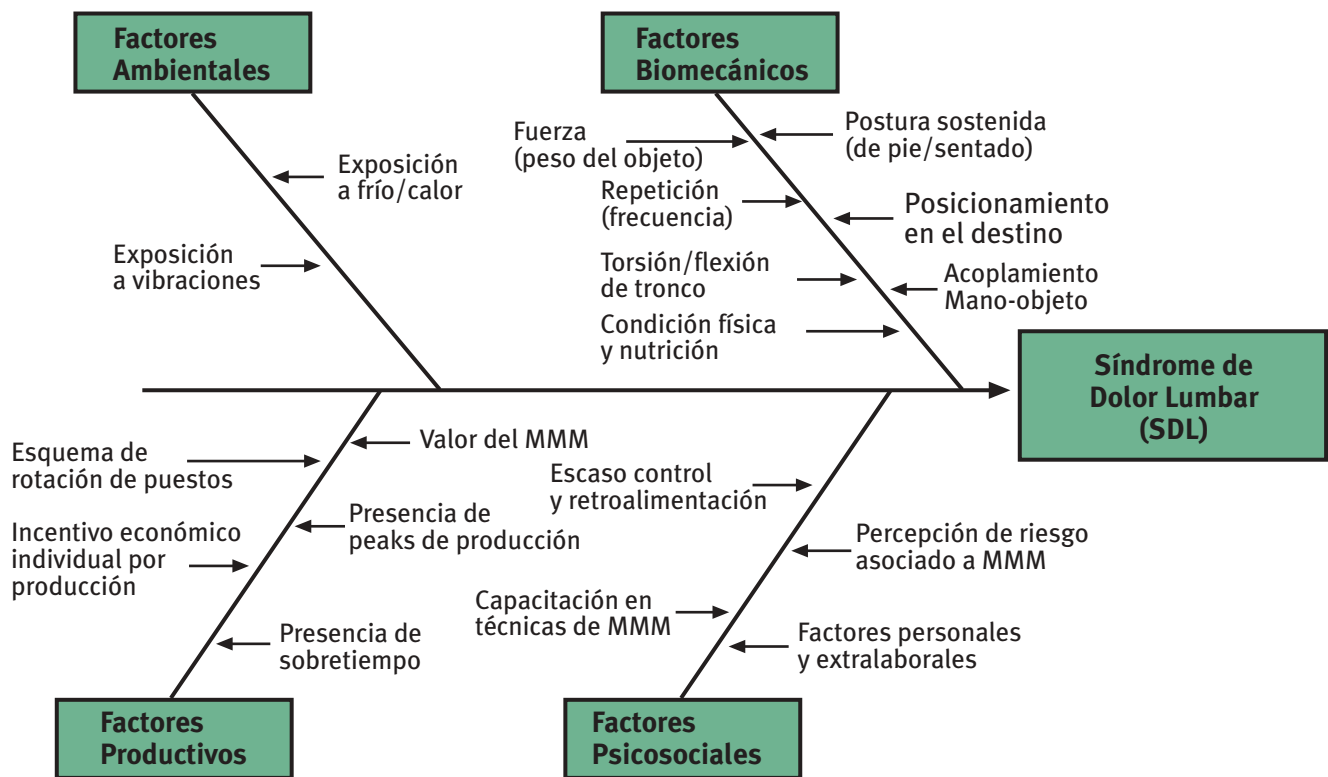 Factores
Ambientales
Factores
Biomecánicos
Exposición
a frío/calor
Exposición
a vibraciones
Fuerza
(peso del objeto)
Postura sostenida
(de pie/sentado)
Repetición
(frecuencia)
Posicionamiento
en el destino
Torsión/flexión
de tronco
Acoplamiento
Mano-objeto
Condición física
y nutrición
Síndrome de
Dolor Lumbar
(SDL)
Valor del MMM
Esquema de
rotación de puestos
Presencia de
peaks de producción
Incentivo económico
individual por
producción
Presencia de
sobretiempo
Escaso control
y retroalimentación
Percepción de riesgo
asociado a MMM
Capacitación en
técnicas de MMM
Factores personales
y extralaborales
Factores
Productivos
Factores
Psicosociales